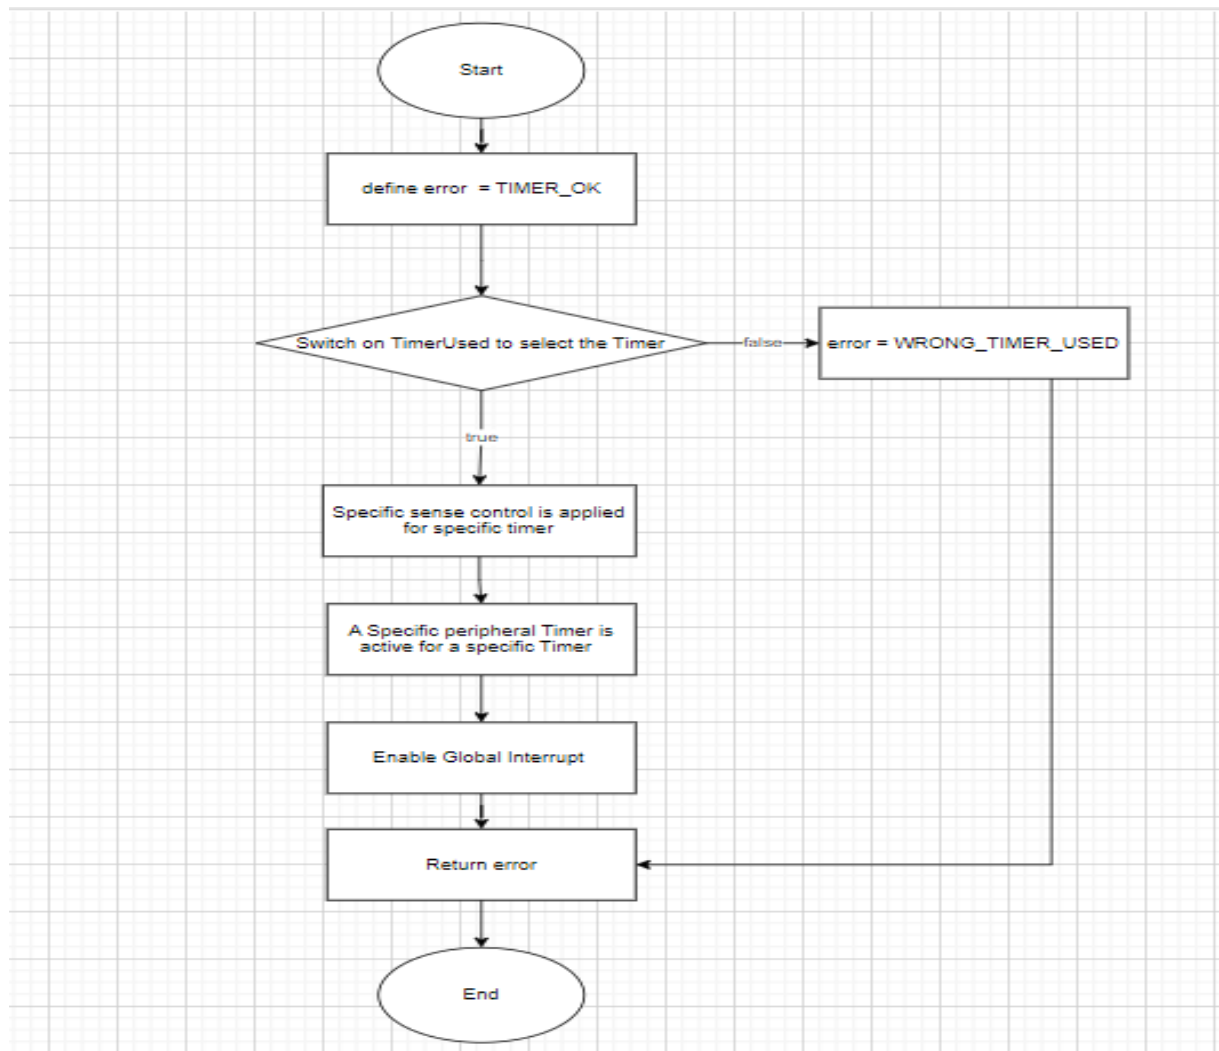 Start
define error  = TIMER_OK
Switch on TimerUsed to select the Timer
false
error = WRONG_TIMER_USED
true
Specific sense control is applied
for specific timer
A Specific peripheral Timer is
active for a specific Timer
Enable Global Interrupt
Return error
End